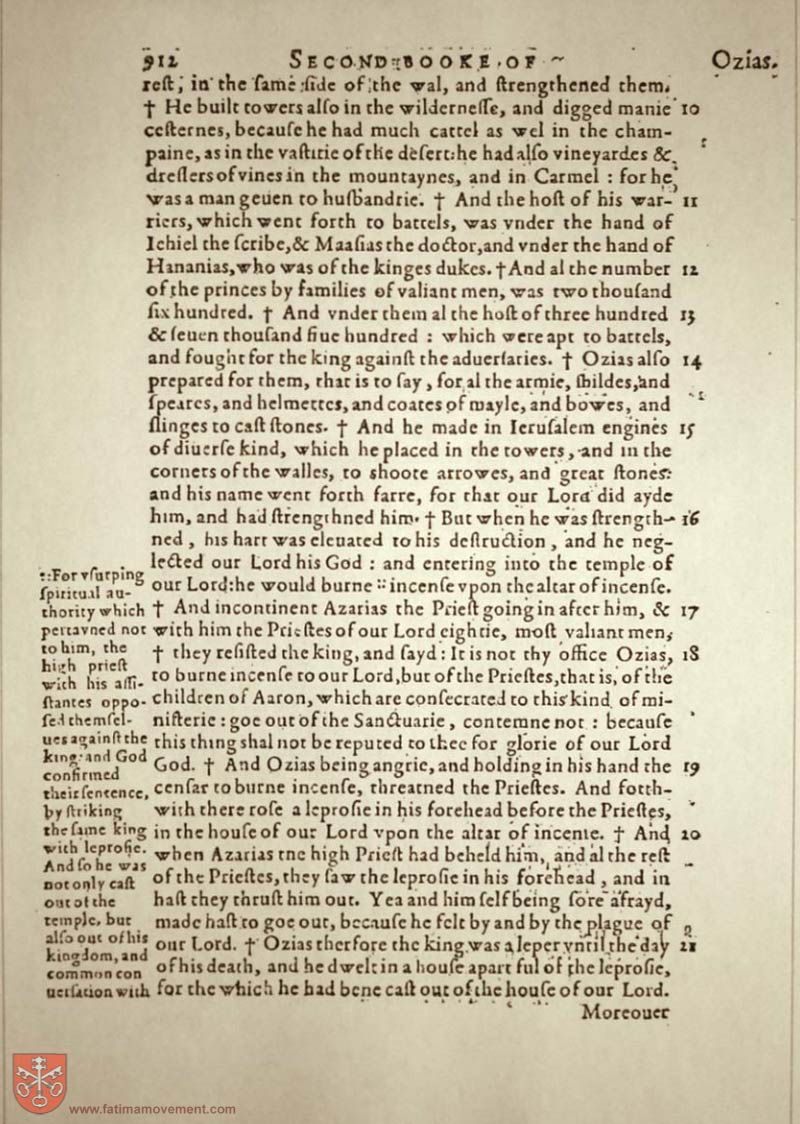 912 SECOND BOOKE OF Ozias.
reſt, in the ſame ſide of the wal, and ſtrengthened them.
† He built towers alſo in the wilderneſſe, and digged manie 10
ceſternes, becauſe he had much cattel as wel in the cham-
paine, as in the vaſtitie of the deſert: he had alſo vineyardes &
dreſſers of vines in the mountaynes, and in Carmel : for he
was a man geuen to huſbandrie. † And the hoſt of his war- 11
riers, which went forth to battels, was vnder the hand of
Iehiel the ſcribe, & Maaſias the doctor, and vnder the hand of
Hananias, who was of the kinges dukes. † And al the number 12
of the princes by families of valiant men, was two thouſand
ſix hundred. † And vnder them al the hoſt of three hundred 13
& ſeuen thouſand fiue hundred : which were apt to battels,
and fought for the king againſt the aduerſaries. † Ozias alſo 14
prepared for them, that is to ſay, for al the armie, ſhildes, and
ſpeares, and helmettes, and coates of mayle, and bowes, and
ſlinges to caſt ſtones. † And he made in Ieruſalem engines 15
of diuerſe kind, which he placed in the towers, and in the
corners of the walles, to shoote arrowes, and great ſtones:
and his name went forth farre, for that our Lord did ayde
him, and had ſtrengthned him. † But when he was ſtrength- 16
ned, his hart was eleuated to his deſtruction, and he neg-
lected our Lord his God : and entering into the temple of
our Lord: he would burne :: incenſe vpon the altar of incenſe.
† And incontinent Azarias the Prieſt going in after him, & 17
with him the Prieſtes of our Lord eightie, moſt valiant men,
† they reſiſted the king, and ſayd : It is not thy office Ozias, 18
to burne incenſe to our Lord, but of the Prieſtes, that is, of the
children of Aaron, which are conſecrated to this kind of mi-
niſterie : goe out of the Sanctuarie, contemne not : becauſe
this thing shal not be reputed to thee for glorie of our Lord
God. † And Ozias being angrie, and holding in his hand the 19
cenſar to burne incenſe, threatned the Prieſtes. And forth-
with there roſe a leproſie in his forehead before the Prieſtes,
in the houſe of our Lord vpon the altar of incenſe. † And 20
when Azarias the high Prieſt had beheld him, and al the reſt
of the Prieſtes, they ſaw the leproſie in his forehead, and in
haſt they thruſt him out. Yea and him ſelf being ſore afrayd,
made haſt to goe out, becauſe he felt by and by the plague of
our Lord. † Ozias therfore the king was a leper vntil the day 21
of his death, and he dwelt in a houſe apart ful of the leproſie,
for the which he had bene caſt out of the houſe of our Lord.
Moreouer
:: For vſurping
ſpiritual au-
thority which
pertayned not
to him, the
high prieſt
with his aſſi-
ſtantes oppo-
ſed themſel-
ues againſt the
king: and God
confirmed
their ſentence,
by ſtriking
the ſame king
with leproſie.
And ſo he was
not only caſt
out of the
temple, but
alſo out of his
kingdom, and
common con
uerſation with
www.fatimamovement.com